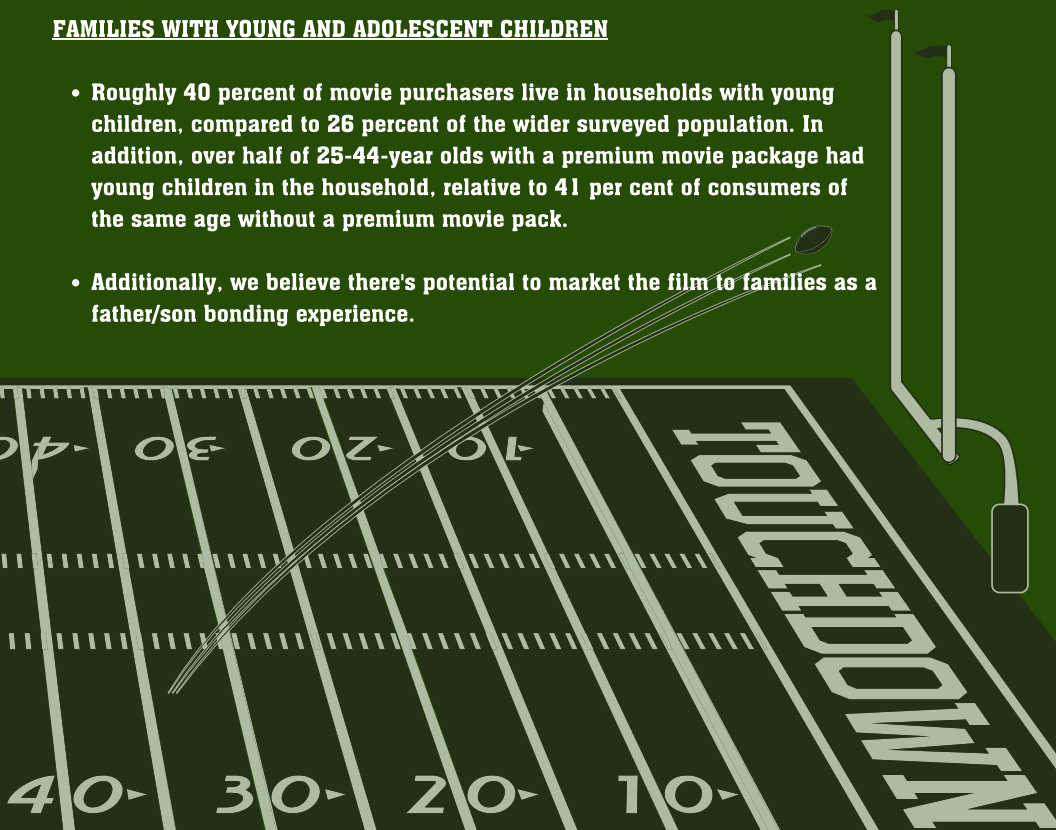 FAMILIES WITH YOUNG AND ADOLESCENT CHILDREN
• Roughly 40 percent of movie purchasers live in households with young
children, compared to 26 percent of the wider surveyed population. In
addition, over half of 25-44-year olds with a premium movie package had
young children in the household, relative to 41 per cent of consumers of
the same age without a premium movie pack.
• Additionally, we believe there's potential to market the film to families as a
father/son bonding experience.
40 30 20 10
TOUCHDOWN
40 30 20 10